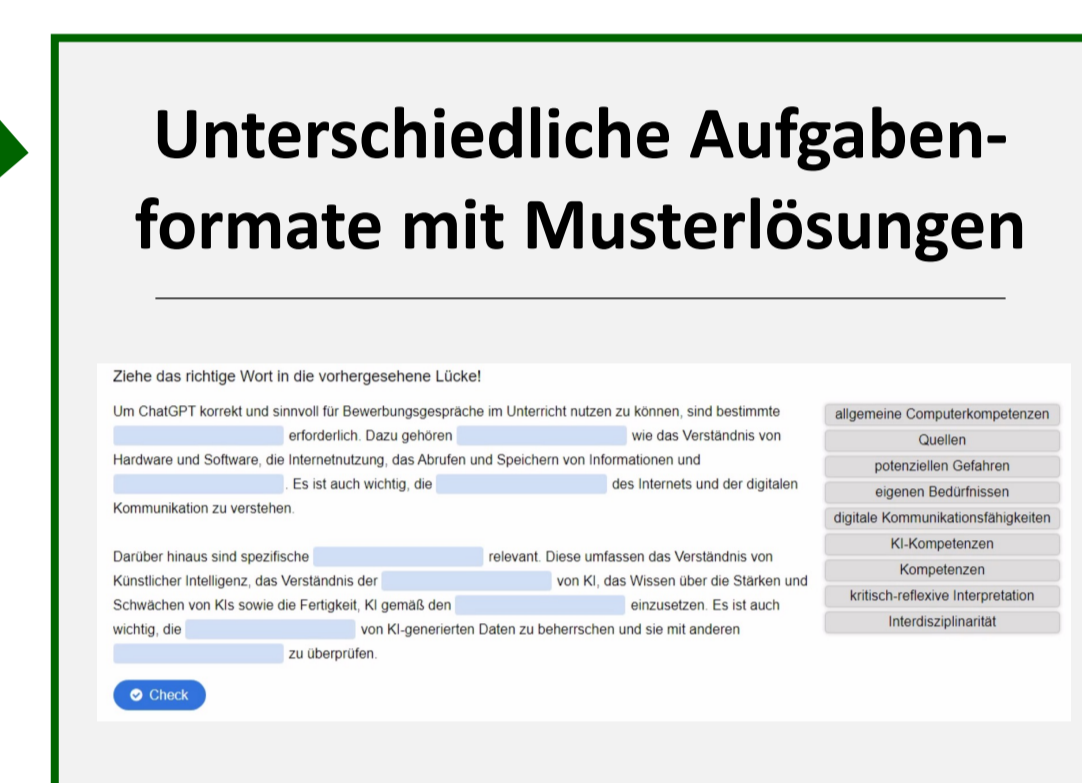 Unterschiedliche Aufgaben-
formate mit Musterlösungen
Ziehe das richtige Wort in die vorhergesehene Lücke!
Um ChatGPT korrekt und sinnvoll für Bewerbungsgespräche im Unterricht nutzen zu können, sind bestimmte
erforderlich. Dazu gehören wie das Verständnis von
Hardware und Software, die Internetnutzung, das Abrufen und Speichern von Informationen und
. Es ist auch wichtig, die des Internets und der digitalen
Kommunikation zu verstehen.
Darüber hinaus sind spezifische relevant. Diese umfassen das Verständnis von
Künstlicher Intelligenz, das Verständnis der von KI, das Wissen über die Stärken und
Schwächen von KIs sowie die Fertigkeit, KI gemäß den einzusetzen. Es ist auch
wichtig, die von KI-generierten Daten zu beherrschen und sie mit anderen
zu überprüfen.
Check
allgemeine Computerkompetenzen
Quellen
potenziellen Gefahren
eigenen Bedürfnissen
digitale Kommunikationsfähigkeiten
KI-Kompetenzen
Kompetenzen
kritisch-reflexive Interpretation
Interdisziplinarität